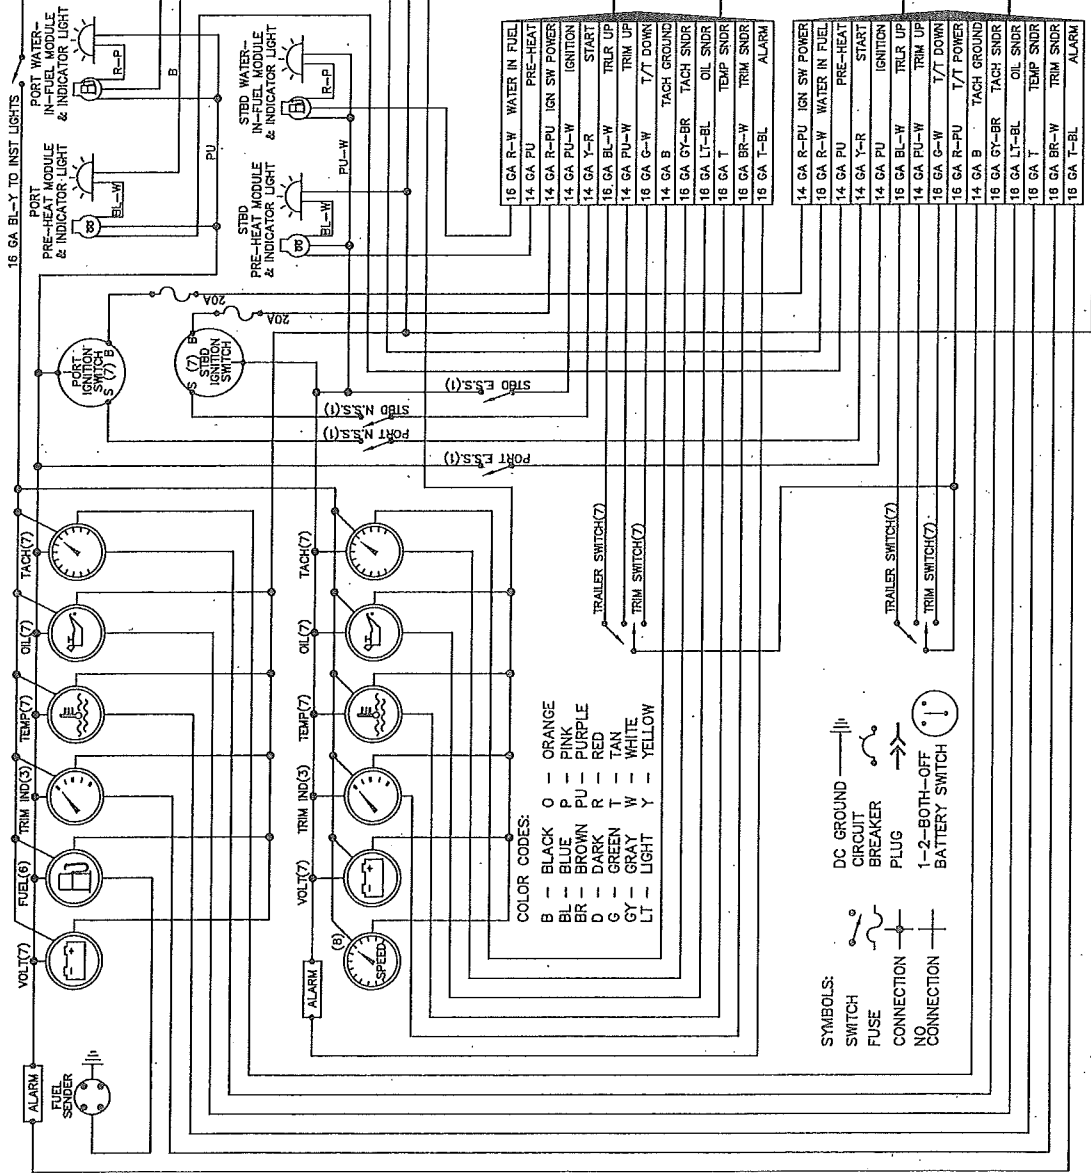 16 GA BL-Y TO INST LIGHTS
PORT WATER-
IN-FUEL MODULE
& INDICATOR LIGHT
R-P
B
PU
PORT
PRE-HEAT MODULE
& INDICATOR LIGHT
BL-W
STBD WATER-
IN-FUEL MODULE
& INDICATOR LIGHT
R-P
PU-W
STBD
PRE-HEAT MODULE
& INDICATOR LIGHT
BL-W
16 GA R-W WATER IN FUEL
14 GA PU PRE-HEAT
14 GA R-PU IGN SW POWER
14 GA PU-W IGNITION
14 GA Y-R START
16 GA BL-W TRLR UP
14 GA PU-W TRIM UP
16 GA G-W T/T DOWN
14 GA B TACH GROUND
16 GA GY-BR TACH SNDR
16 GA LT-BL OIL SNDR
16 GA T TEMP SNDR
16 GA BR-W TRIM SNDR
16 GA T-BL ALARM
14 GA R-PU IGN SW POWER
16 GA R-W WATER IN FUEL
14 GA PU PRE-HEAT
14 GA Y-R START
14 GA PU IGNITION
16 GA BL-W TRLR UP
14 GA PU-W TRIM UP
16 GA G-W T/T DOWN
16 GA R-PU T/T POWER
14 GA B TACH GROUND
16 GA GY-BR TACH SNDR
16 GA LT-BL OIL SNDR
16 GA T TEMP SNDR
16 GA BR-W TRIM SNDR
16 GA T-BL ALARM
20A
20A
PORT
IGNITION
SWITCH
S (7) B
B
S (7)
STBD
IGNITION
SWITCH
STBD E.S.S.(1)
STBD N.S.S.(1)
PORT N.S.S.(1)
PORT E.S.S.(1)
TACH(7)
OIL(7)
TEMP(7)
TRIM IND(3)
FUEL(6)
VOLT(7)
ALARM
FUEL
SENDER
TACH(7)
OIL(7)
TEMP(7)
TRIM IND(3)
VOLT(7)
(8)
SPEED
ALARM
TRAILER SWITCH(7)
TRIM SWITCH(7)
TRAILER SWITCH(7)
TRIM SWITCH(7)
COLOR CODES:
B - BLACK O - ORANGE
BL - BLUE P - PINK
BR - BROWN PU - PURPLE
D - DARK R - RED
G - GREEN T - TAN
GY - GRAY W - WHITE
LT - LIGHT Y - YELLOW
SYMBOLS:
SWITCH
FUSE
CONNECTION
NO
CONNECTION
DC GROUND
CIRCUIT
BREAKER
PLUG
1-2-BOTH-OFF
BATTERY SWITCH